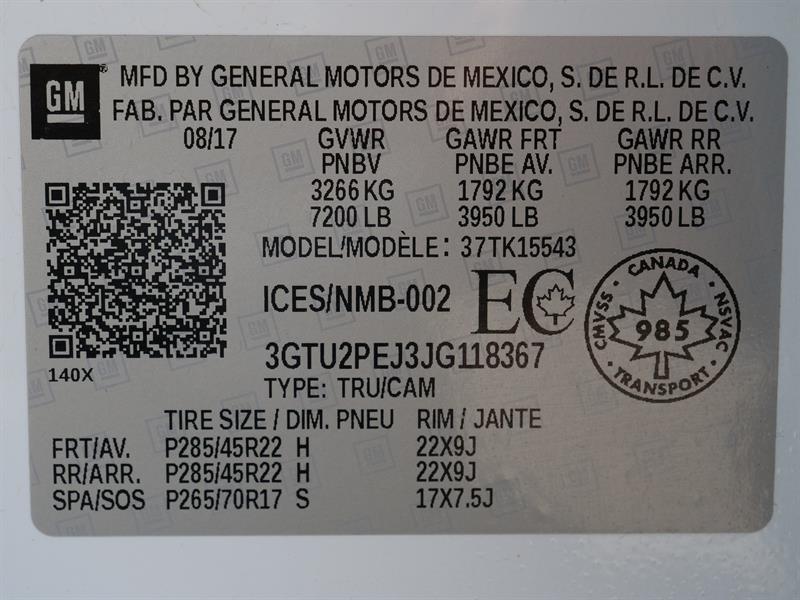 GM
MFD BY GENERAL MOTORS DE MEXICO, S. DE R.L. DE C.V.
FAB. PAR GENERAL MOTORS DE MEXICO, S. DE R.L. DE C.V.
08/17 GVWR GAWR FRT GAWR RR
PNBV PNBE AV. PNBE ARR.
3266 KG 1792 KG 1792 KG
7200 LB 3950 LB 3950 LB
MODEL/MODÈLE: 37TK15543
ICES/NMB-002 EC
CANADA
CMVSS 985 NSVAC
TRANSPORT
3GTU2PEJ3JG118367
140X
TYPE: TRU/CAM
TIRE SIZE / DIM. PNEU RIM / JANTE
FRT/AV. P285/45R22 H 22X9J
RR/ARR. P285/45R22 H 22X9J
SPA/SOS P265/70R17 S 17X7.5J